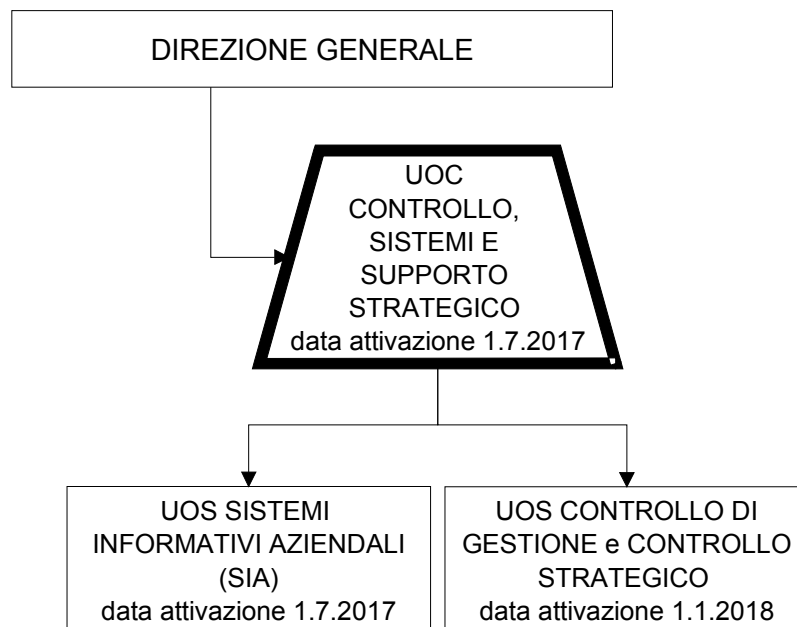 DIREZIONE GENERALE
UOC
CONTROLLO,
SISTEMI E
SUPPORTO
STRATEGICO
data attivazione 1.7.2017
UOS SISTEMI
INFORMATIVI AZIENDALI
(SIA)
data attivazione 1.7.2017
UOS CONTROLLO DI
GESTIONE e CONTROLLO
STRATEGICO
data attivazione 1.1.2018